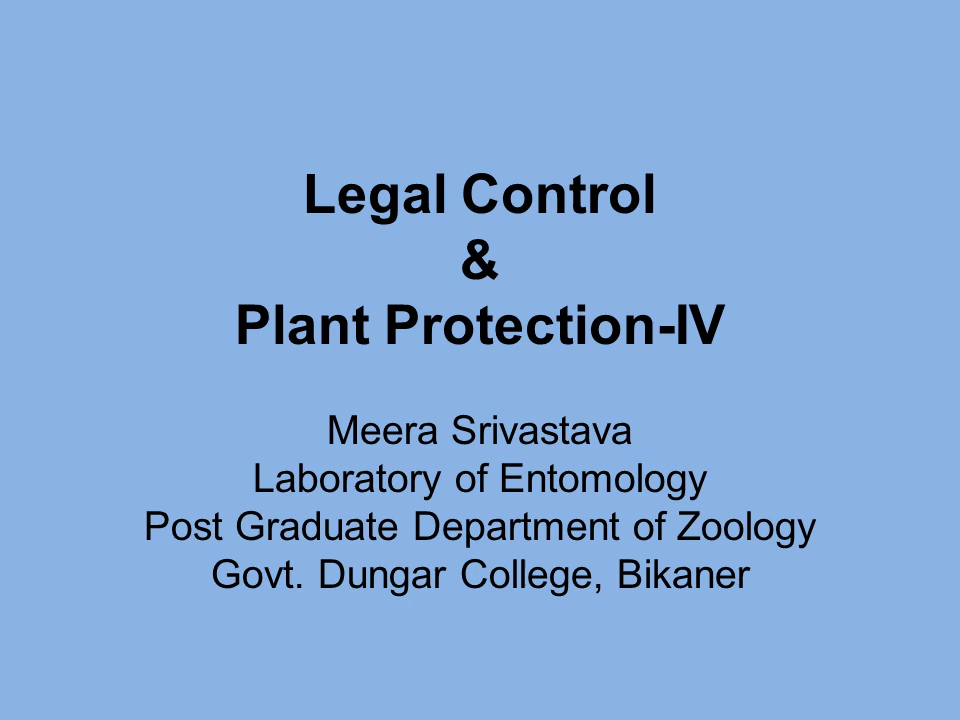 Legal Control
&
Plant Protection-IV
Meera Srivastava
Laboratory of Entomology
Post Graduate Department of Zoology
Govt. Dungar College, Bikaner